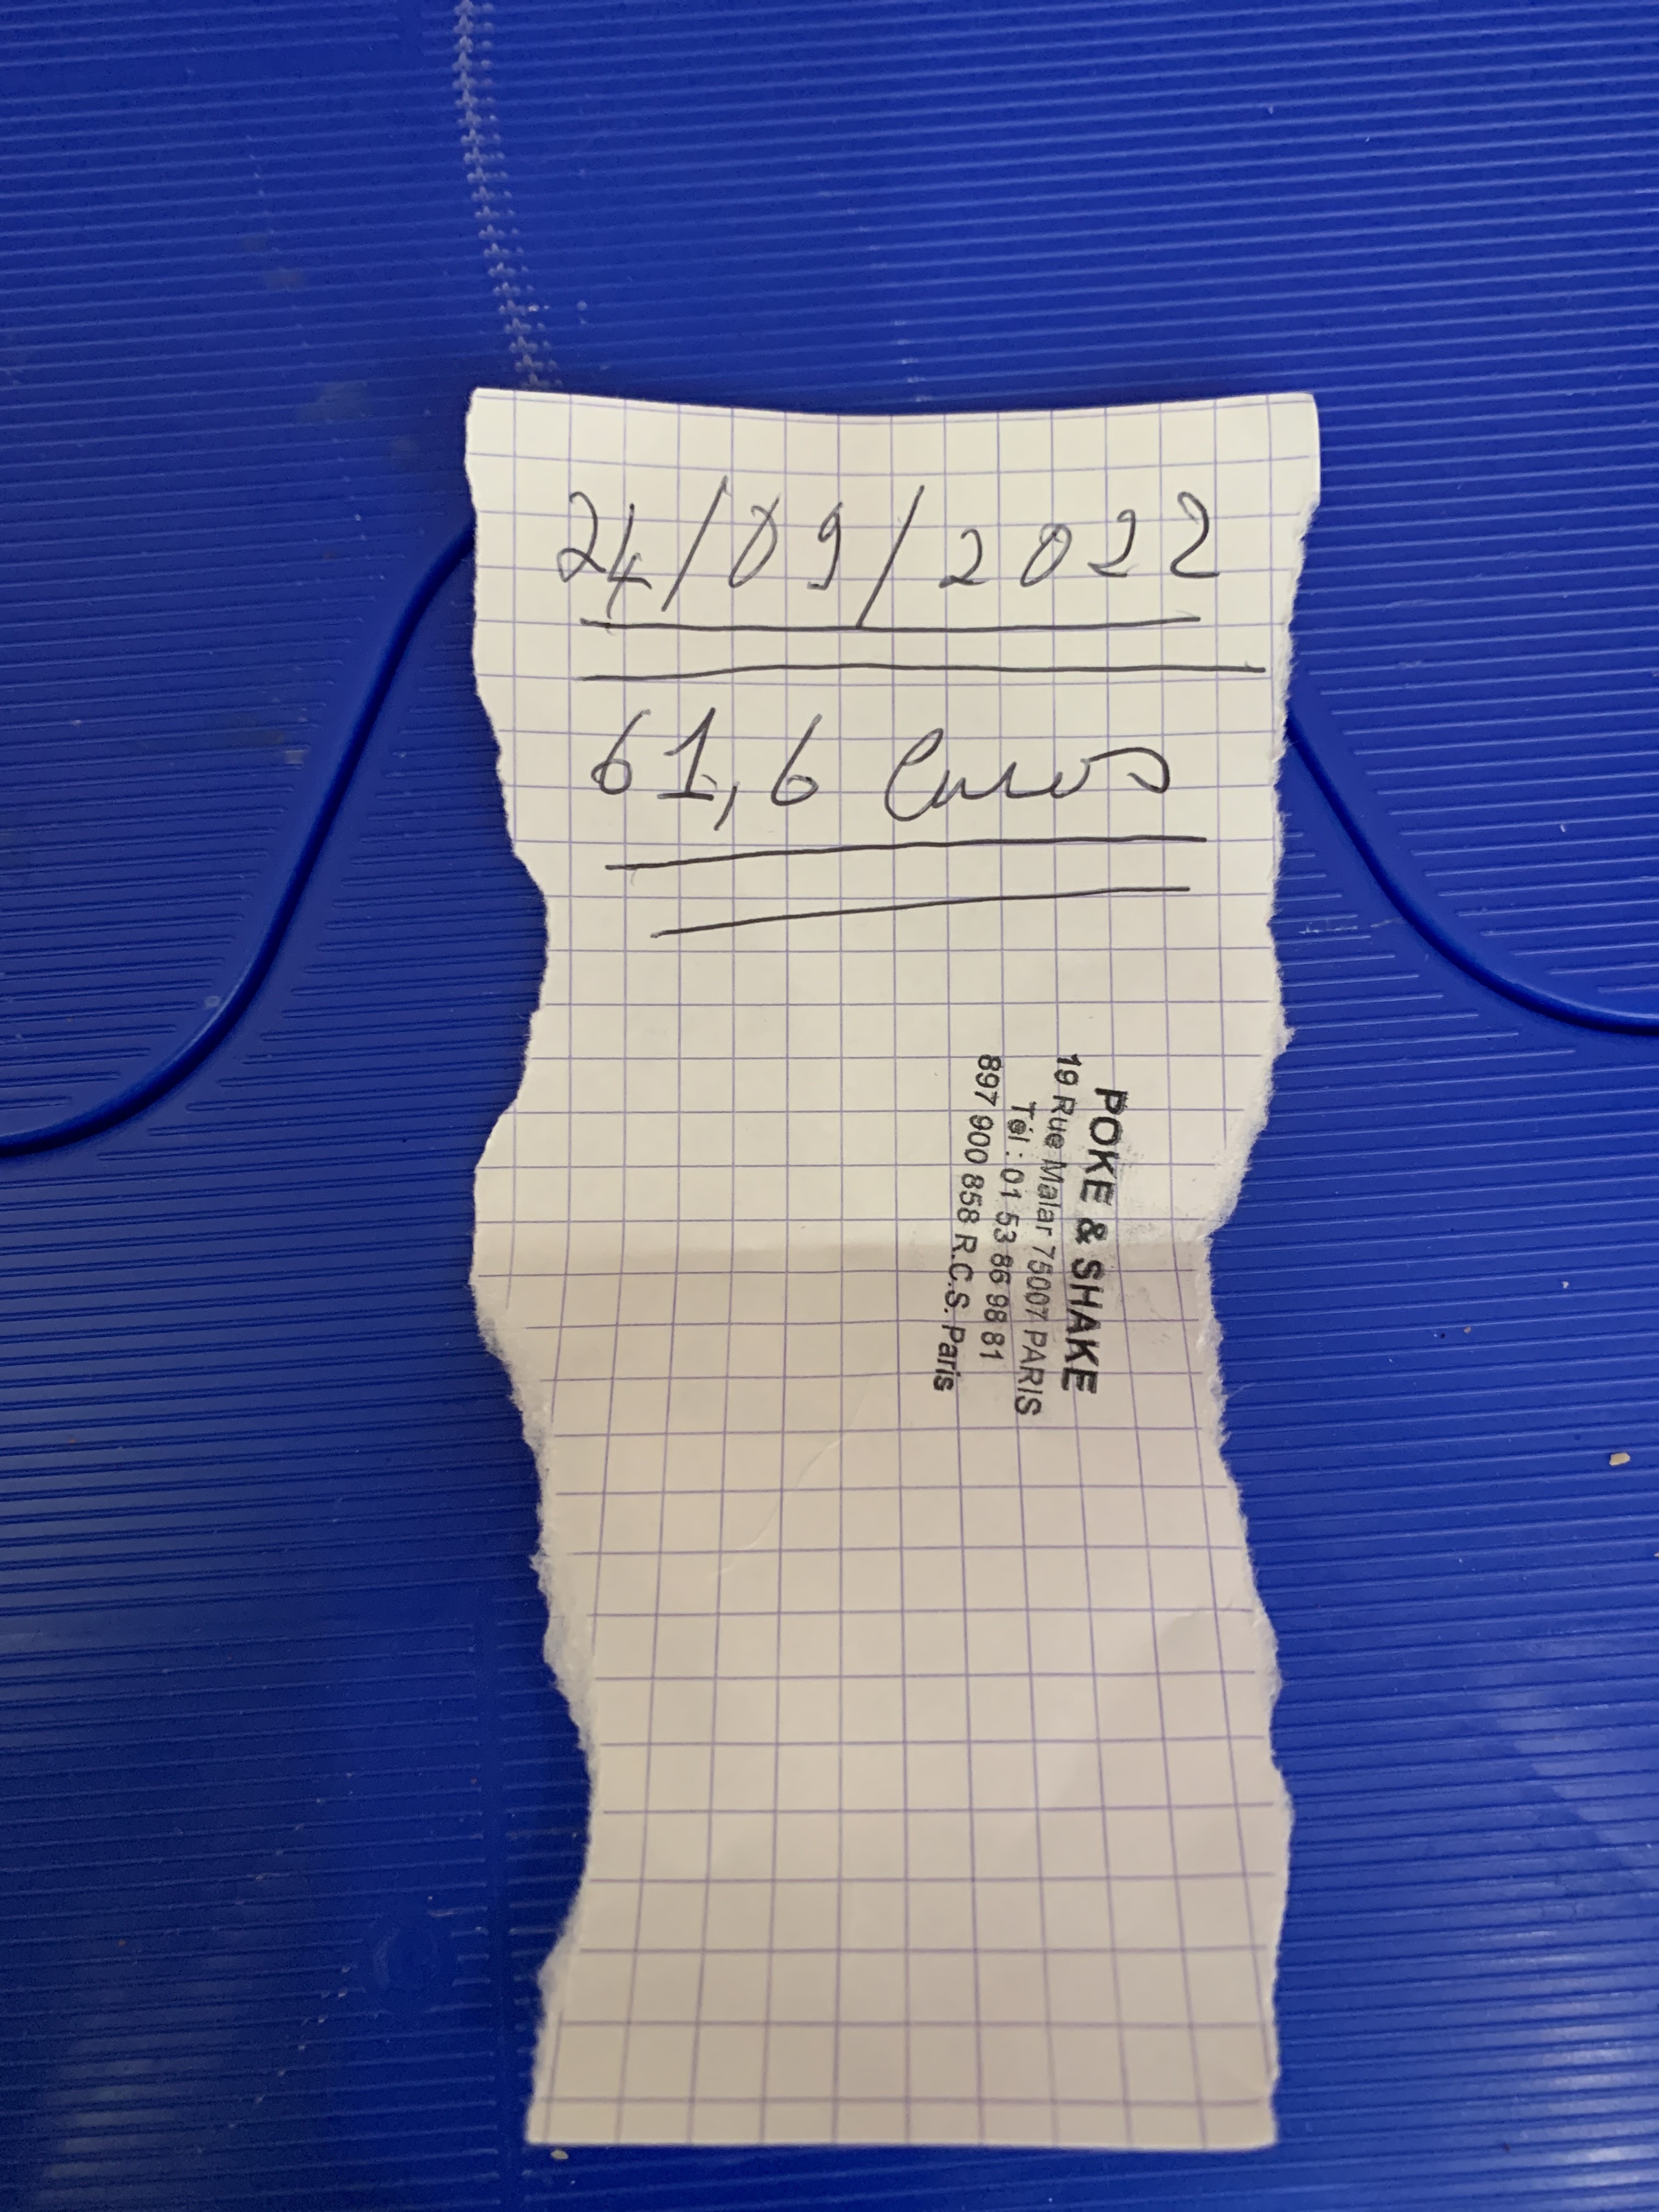 24/09/2022
61,6 Euros
POKE & SHAKE
19 Rue Malar 75007 PARIS
Tél : 01 53 86 98 81
897 900 858 R.C.S. Paris